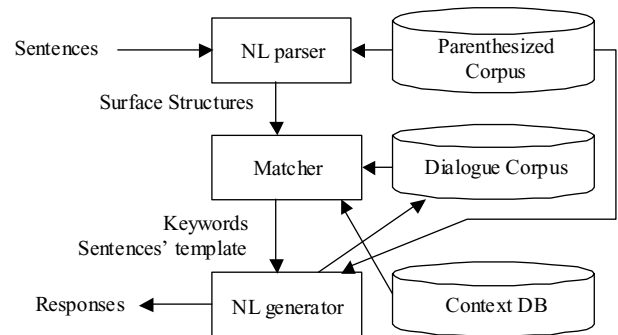 Sentences
NL parser
Parenthesized
Corpus
Surface Structures
Matcher
Dialogue Corpus
Keywords
Sentences’ template
Responses
NL generator
Context DB